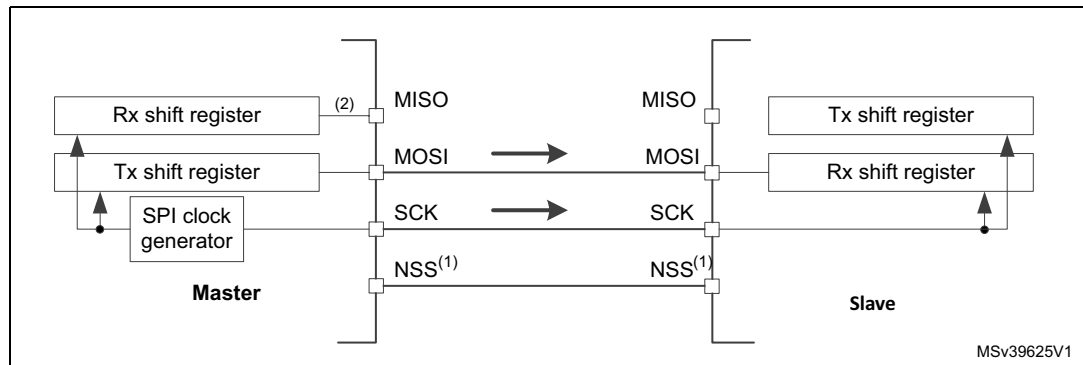 MISO
MISO
Rx shift register
(2)
Tx shift register
MOSI
MOSI
Tx shift register
Rx shift register
SPI clock
generator
SCK
SCK
NSS(1)
NSS(1)
Master
Slave
MSv39625V1